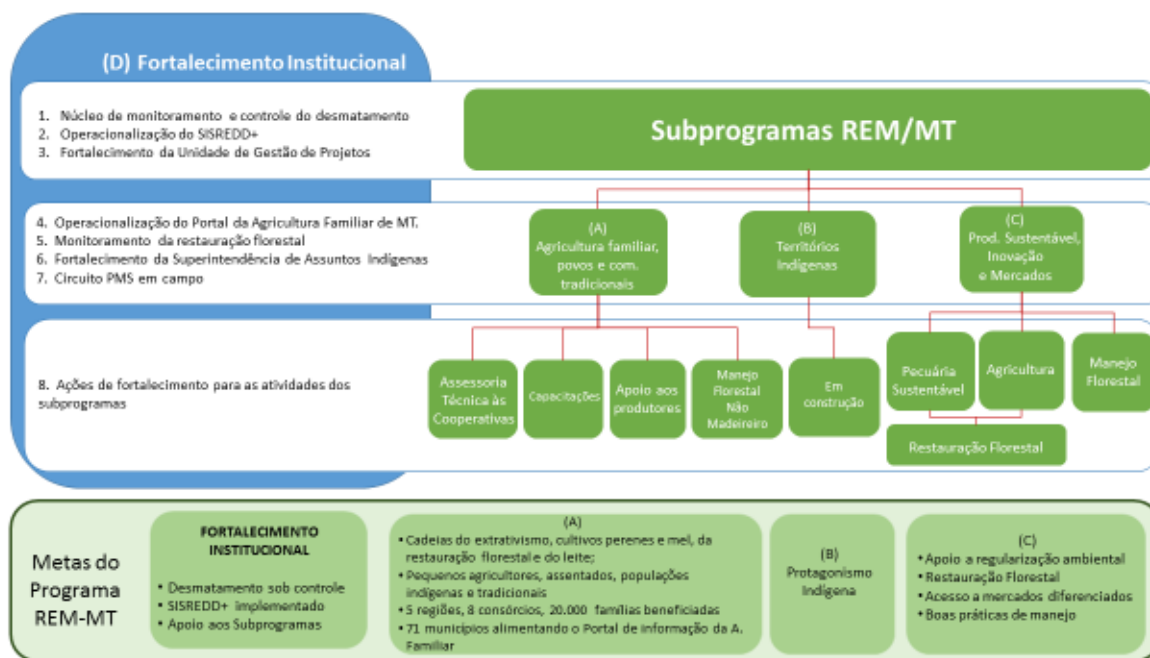 (D) Fortalecimento Institucional
1. Núcleo de monitoramento e controle do desmatamento
2. Operacionalização do SISREDD+
3. Fortalecimento da Unidade de Gestão de Projetos
Subprogramas REM/MT
4. Operacionalização do Portal da Agricultura Familiar de MT.
5. Monitoramento da restauração florestal
6. Fortalecimento da Superintendência de Assuntos Indígenas
7. Circuito PMS em campo
(A)
Agricultura familiar,
povos e com.
tradicionais
(B)
Territórios
Indígenas
(C)
Prod. Sustentável,
Inovação
e Mercados
8. Ações de fortalecimento para as atividades dos
subprogramas
Assessoria
Técnica às
Cooperativas
Capacitações
Apoio aos
produtores
Manejo
Florestal
Não
Madeireiro
Em
construção
Pecuária
Sustentável
Agricultura
Manejo
Florestal
Restauração Florestal
Metas do
Programa
REM-MT
FORTALECIMENTO
INSTITUCIONAL
• Desmatamento sob controle
• SISREDD+ implementado
• Apoio aos Subprogramas
(A)
• Cadeias do extrativismo, cultivos perenes e mel, da
restauração florestal e do leite;
• Pequenos agricultores, assentados, populações
indígenas e tradicionais
• 5 regiões, 8 consórcios, 20.000 famílias beneficiadas
• 71 municípios alimentando o Portal de informação da A.
Familiar
(B)
Protagonismo
Indígena
(C)
• Apoio a regularização ambiental
• Restauração Florestal
• Acesso a mercados diferenciados
• Boas práticas de manejo